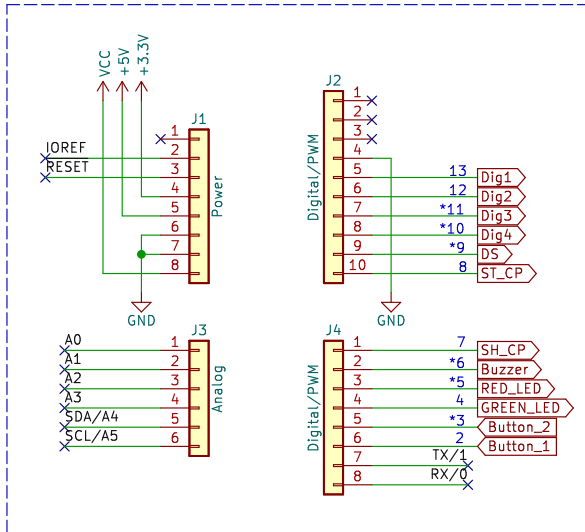 VCC
+5V
+3.3V
J1
1
IOREF 2
RESET 3
4
5
6
7
8
Power
GND
J2
1
2
3
4
13 5 Dig1
12 6 Dig2
*11 7 Dig3
*10 8 Dig4
*9 9 DS
8 10 ST_CP
Digital/PWM
GND
J3
A0 1
A1 2
A2 3
A3 4
SDA/A4 5
SCL/A5 6
Analog
J4
1 7 SH_CP
2 *6 Buzzer
3 *5 RED_LED
4 4 GREEN_LED
5 *3 Button_2
6 2 Button_1
7 TX/1
8 RX/0
Digital/PWM